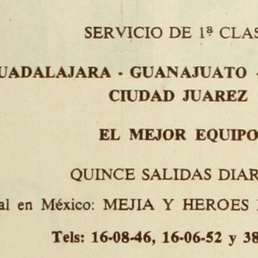 SERVICIO DE 1ª CLAS
UADALAJARA - GUANAJUATO -
CIUDAD JUAREZ
EL MEJOR EQUIPO
QUINCE SALIDAS DIAR
al en México: MEJIA Y HEROES
Tels: 16-08-46, 16-06-52 y 38